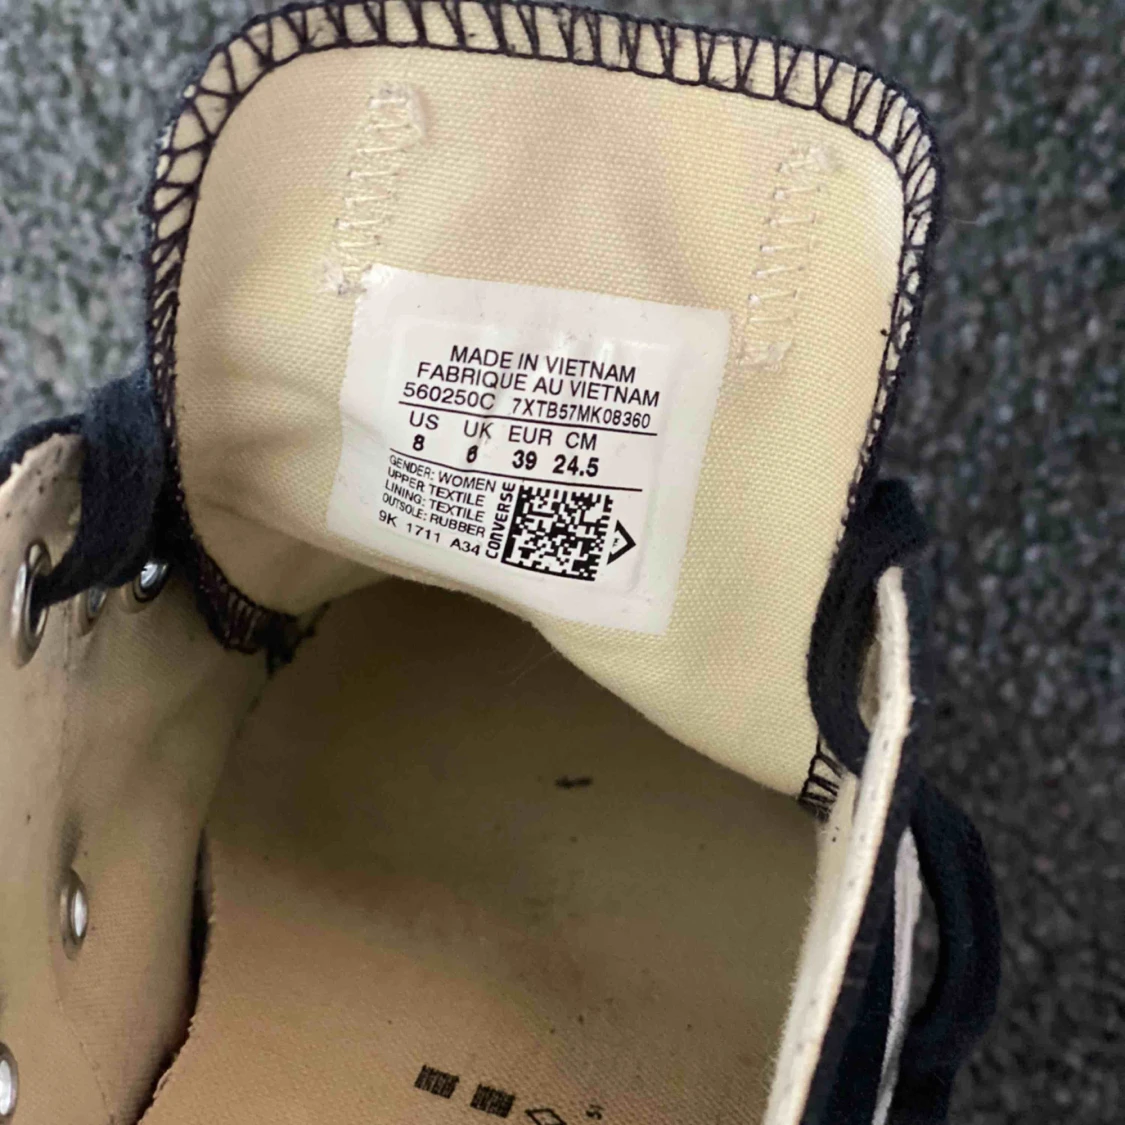 MADE IN VIETNAM
FABRIQUE AU VIETNAM
560250C 7XTB57MK08360
US UK EUR CM
8 6 39 24.5
GENDER: WOMEN
UPPER TEXTILE
LINING: TEXTILE
OUTSOLE: RUBBER
9K 1711 A34
CONVERSE